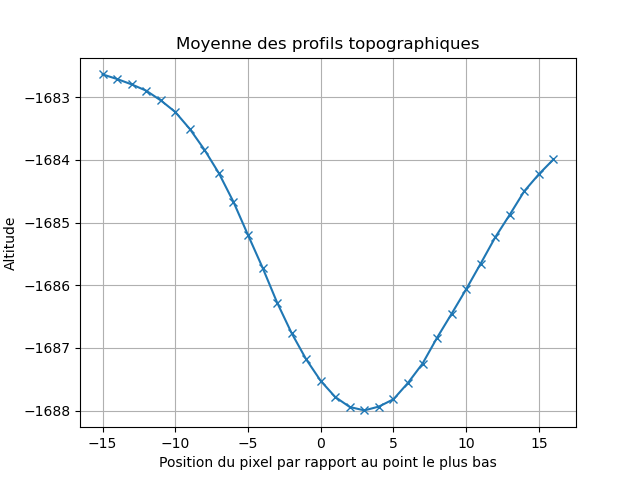 Moyenne des profils topographiques
Altitude
−1683
−1684
−1685
−1686
−1687
−1688
−15 −10 −5 0 5 10 15
Position du pixel par rapport au point le plus bas